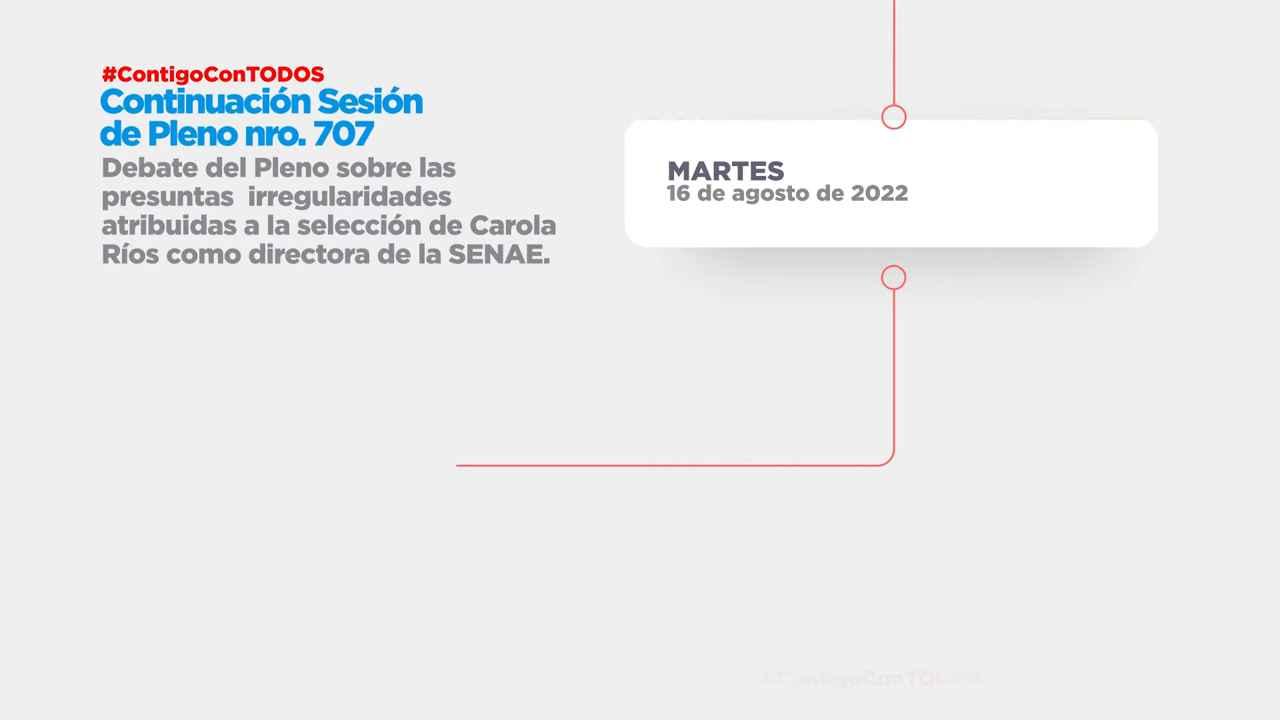 #ContigoConTODOS
Continuación Sesión
de Pleno nro. 707
Debate del Pleno sobre las
presuntas irregularidades
atribuidas a la selección de Carola
Ríos como directora de la SENAE.
MARTES
16 de agosto de 2022
#ContigoConTODOS